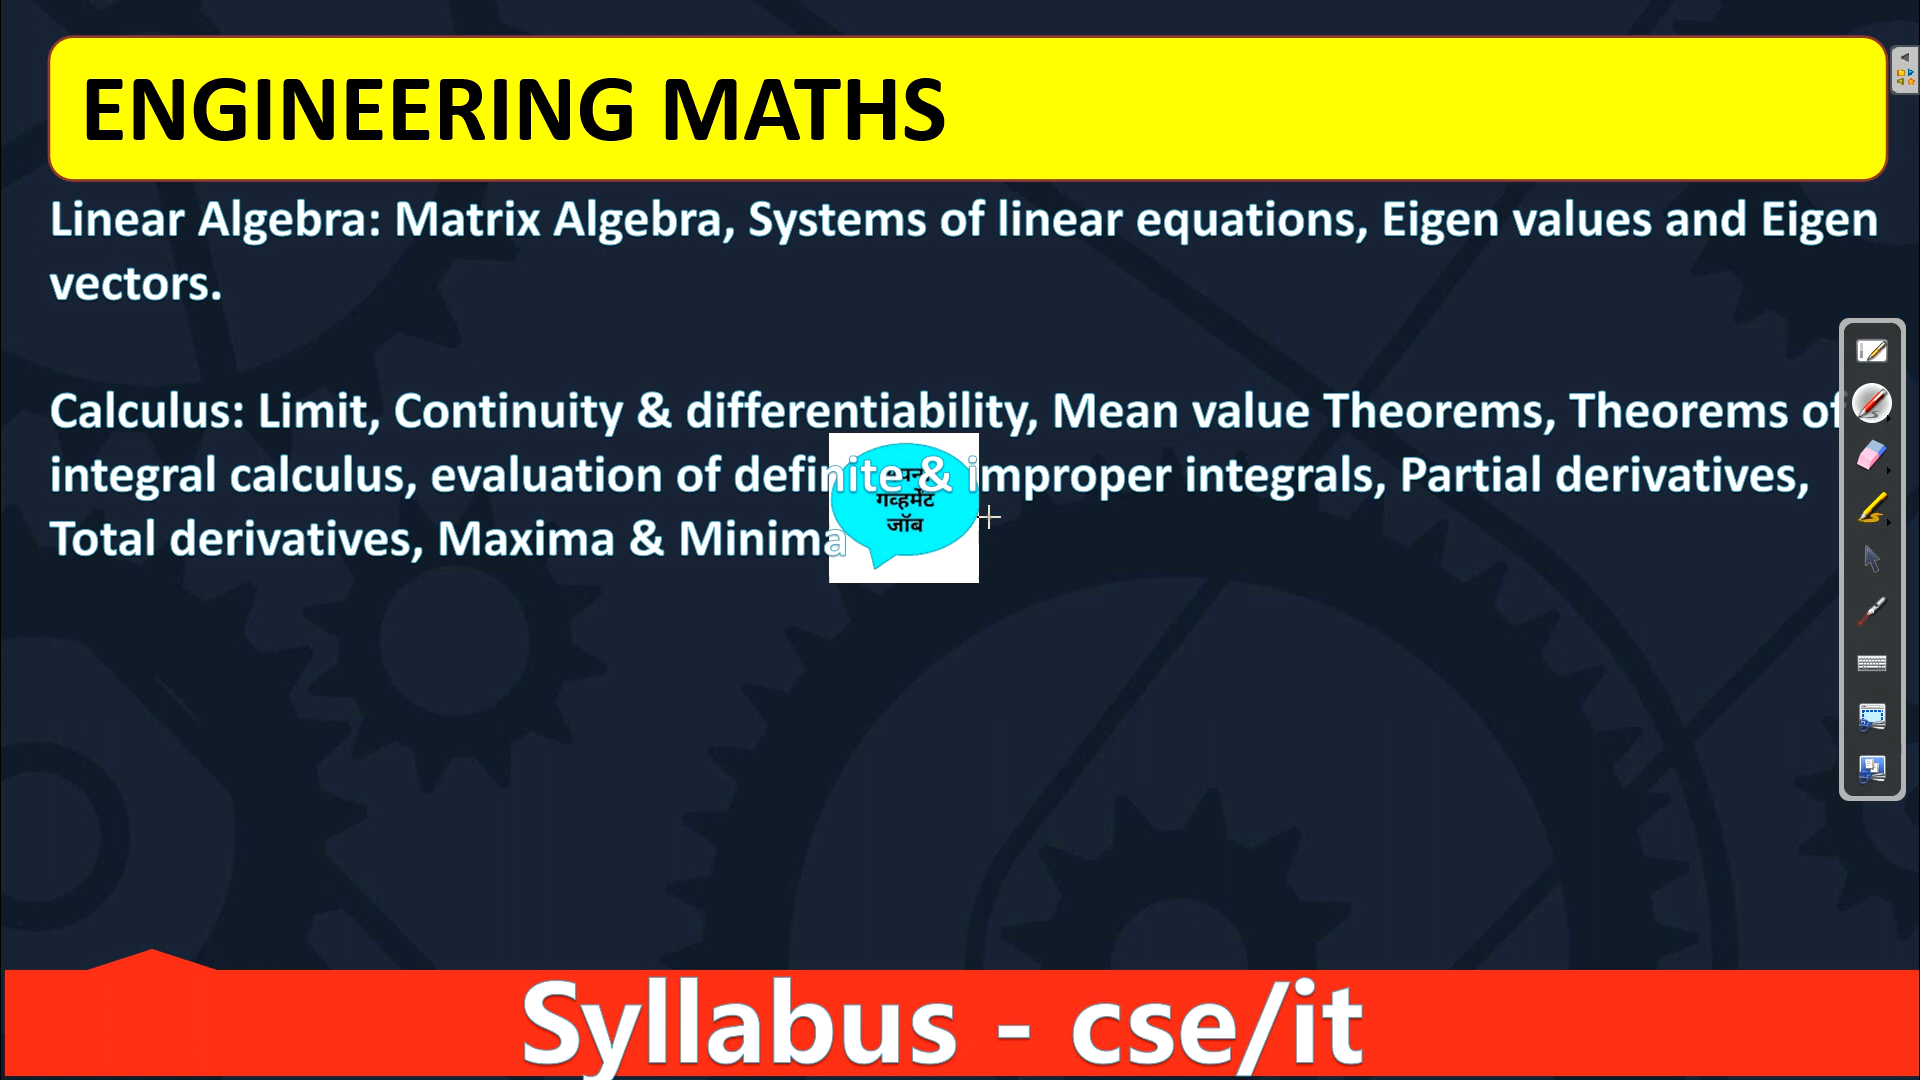 ENGINEERING MATHS
Linear Algebra: Matrix Algebra, Systems of linear equations, Eigen values and Eigen
vectors.
Calculus: Limit, Continuity & differentiability, Mean value Theorems, Theorems of
integral calculus, evaluation of definite & improper integrals, Partial derivatives,
Total derivatives, Maxima & Minima
गव्हर्मेंट
जॉब
Syllabus - cse/it